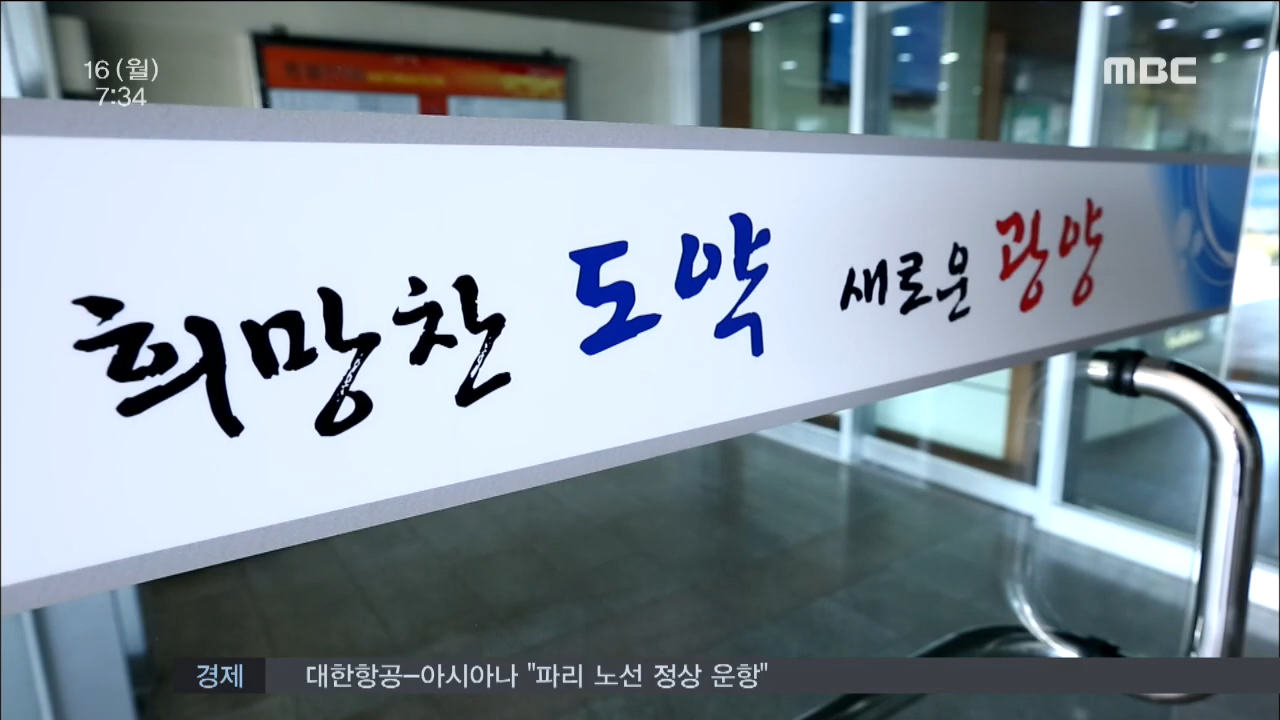 16 (월)
7:34
MBC
희망찬 도약 새로운 광양
경제 대한항공-아시아나 "파리 노선 정상 운항"